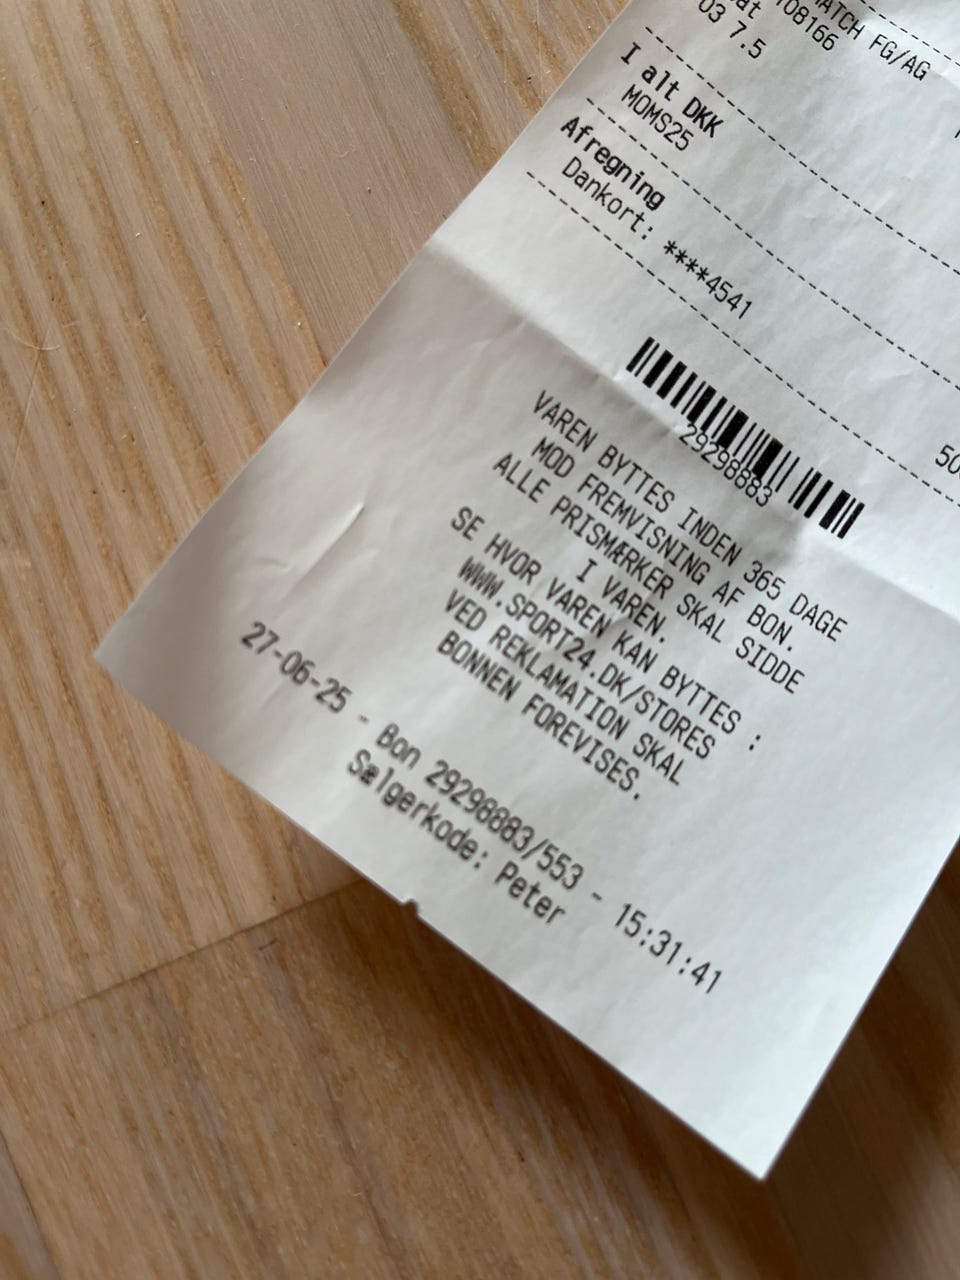 MATCH FG/AG
108166
03 7.5
I alt DKK
MOMS25
Afregning
Dankort: ****4541
29298883
VAREN BYTTES INDEN 365 DAGE
MOD FREMVISNING AF BON.
ALLE PRISMÆRKER SKAL SIDDE
I VAREN.
SE HVOR VAREN KAN BYTTES :
WWW.SPORT24.DK/STORES
VED REKLAMATION SKAL
BONNEN FOREVISES.
27-06-25 - Bon 29298883/553 - 15:31:41
Sælgerkode: Peter